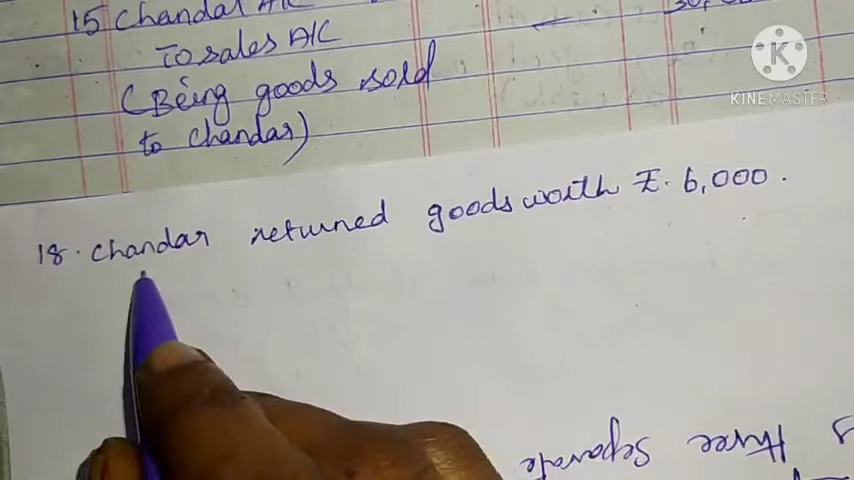 15 Chandar A/C
To sales A/C
(Being goods sold
to Chandar)
K
KINEMASTER
18. Chandar returned goods worth ₹. 6,000.
three Separate